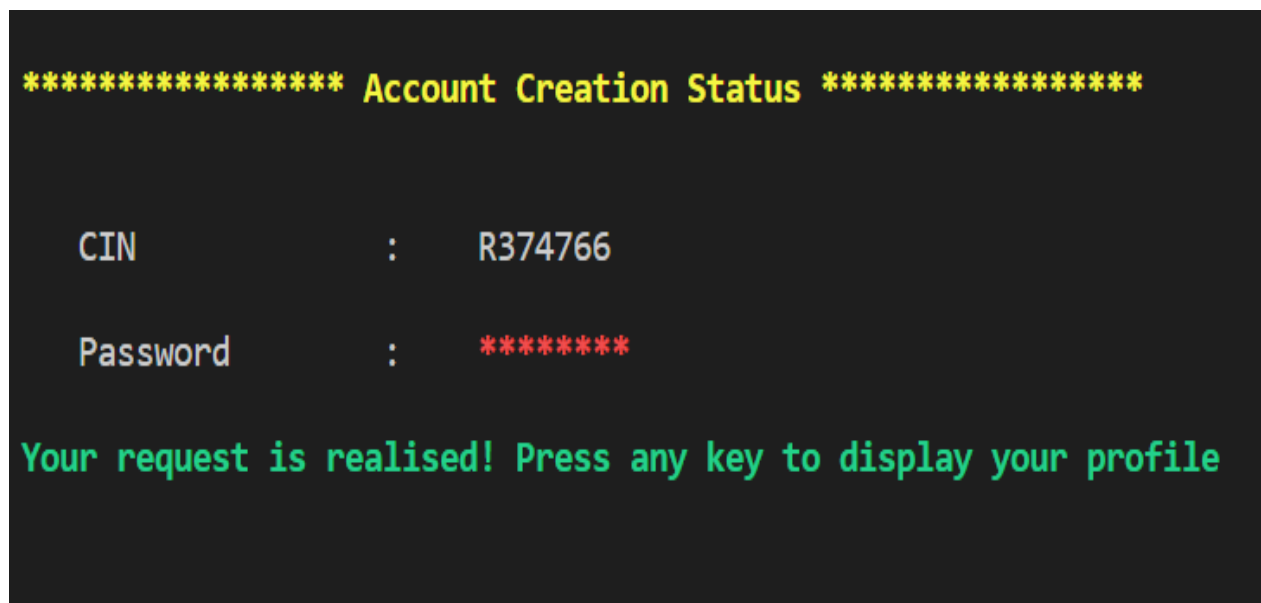 ***************** Account Creation Status *****************
CIN : R374766
Password : ********
Your request is realised! Press any key to display your profile